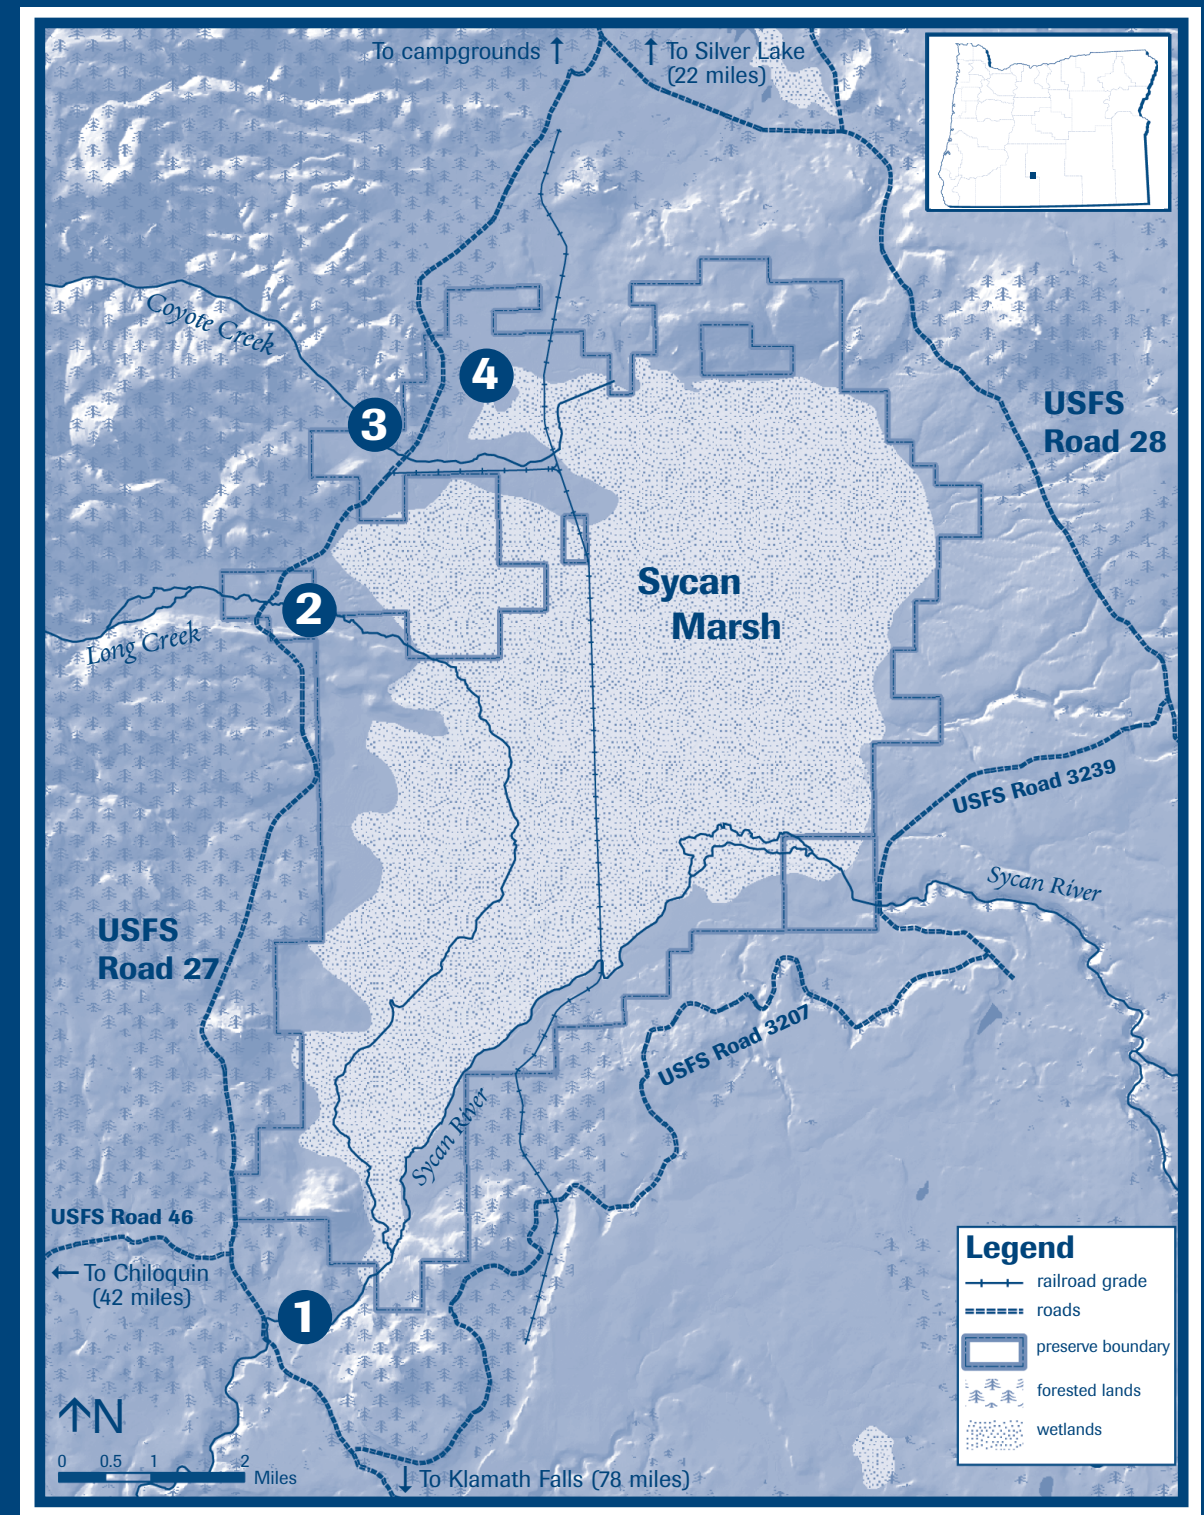 To campgrounds ↑
↑ To Silver Lake
(22 miles)
Coyote Creek
4
3
USFS
Road 28
Sycan
Marsh
2
Long Creek
USFS Road 3239
Sycan River
USFS
Road 27
USFS Road 3207
Sycan River
USFS Road 46
← To Chiloquin
(42 miles)
1
Legend
railroad grade
roads
preserve boundary
forested lands
wetlands
↑N
0 0.5 1 2
Miles
↓ To Klamath Falls (78 miles)